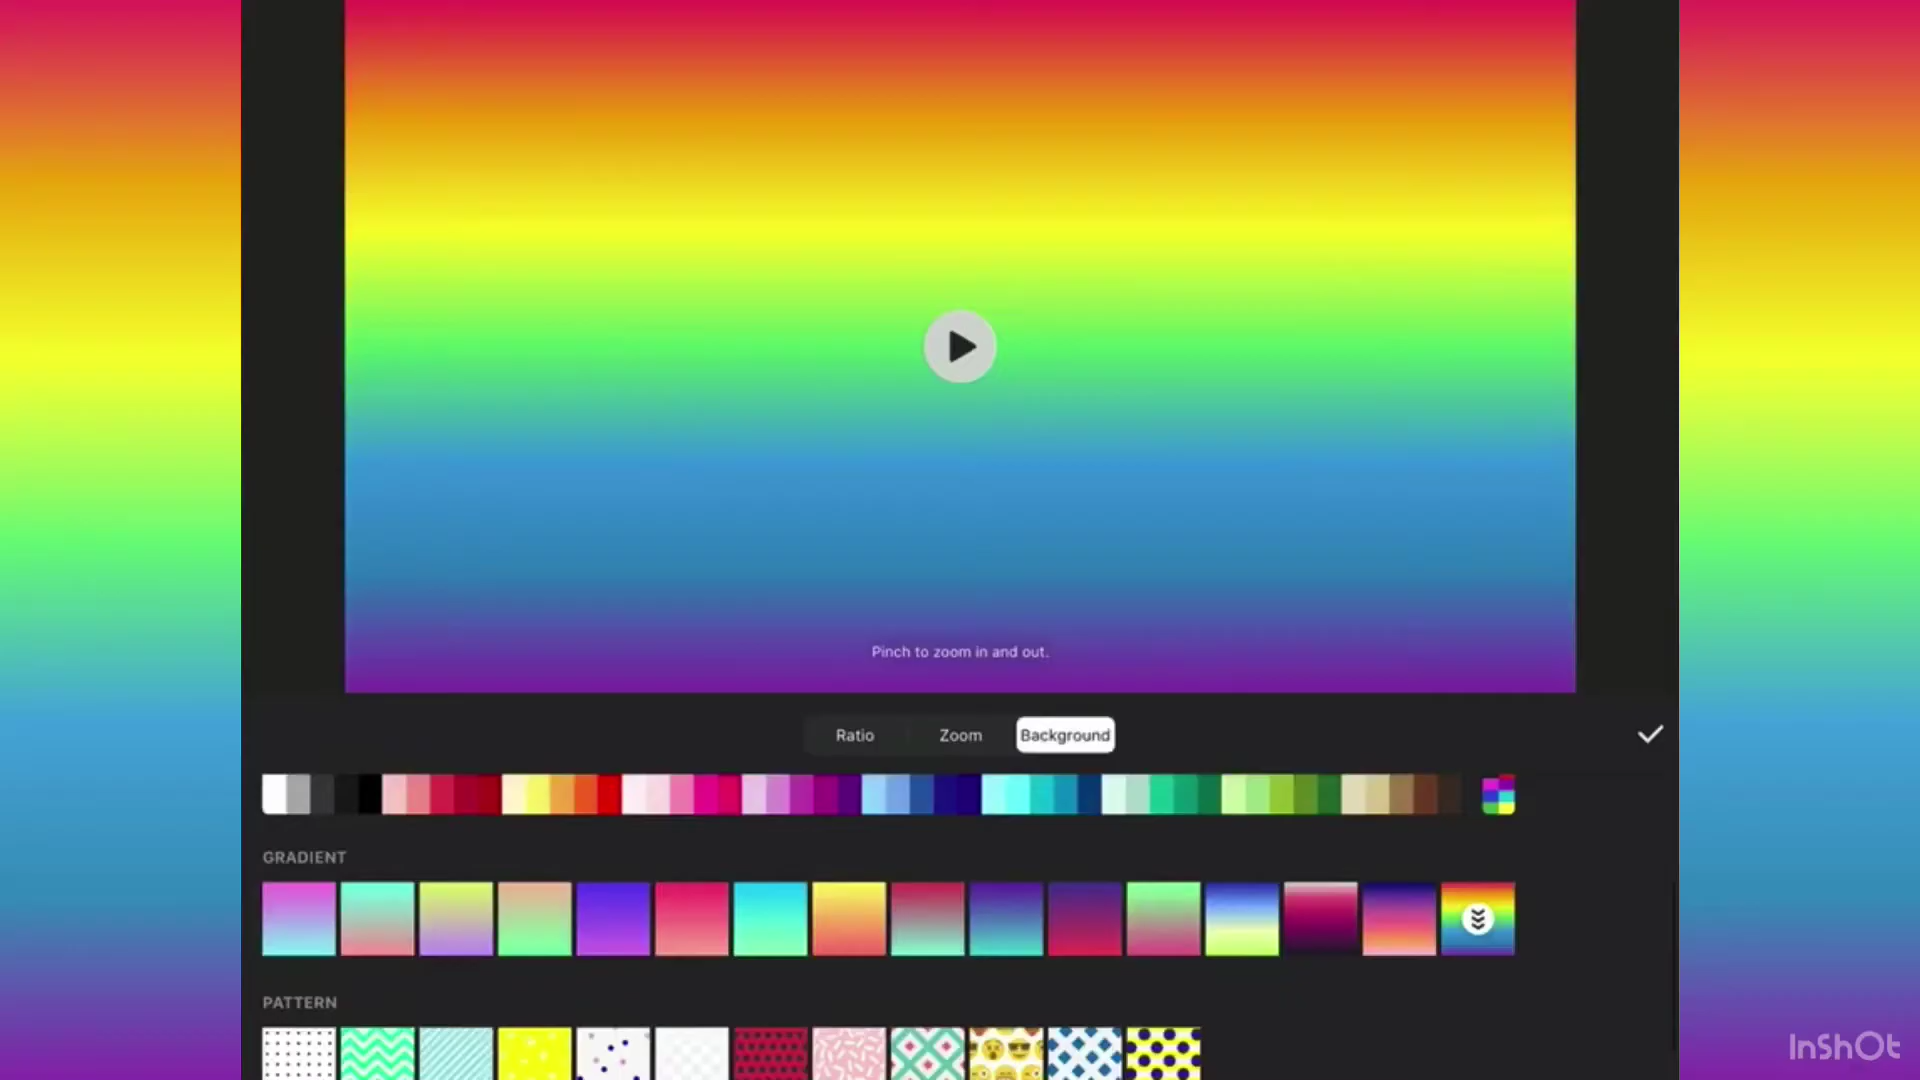 Pinch to zoom in and out.
Ratio Zoom Background
GRADIENT
PATTERN
InShOt